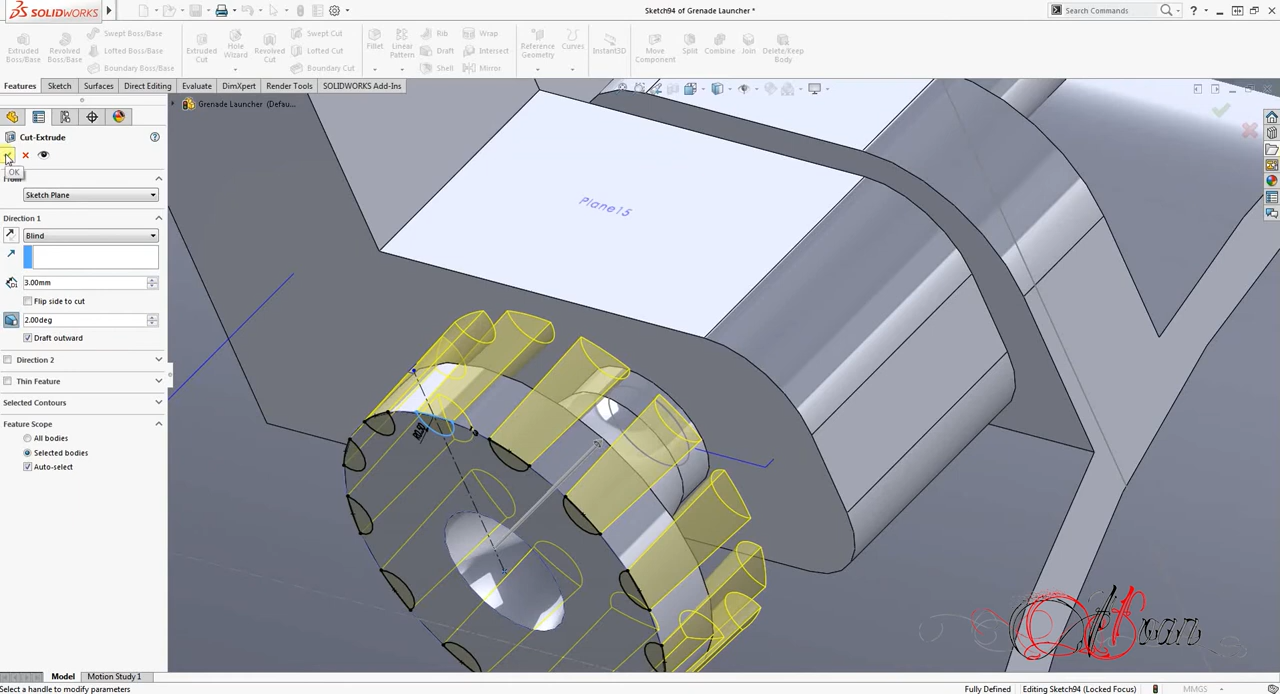 SOLIDWORKS
Sketch94 of Grenade Launcher *
Search Commands
?
Extruded Boss/Base
Revolved Boss/Base
Swept Boss/Base
Lofted Boss/Base
Boundary Boss/Base
Extruded Cut
Hole Wizard
Revolved Cut
Swept Cut
Lofted Cut
Boundary Cut
Fillet
Linear Pattern
Rib
Draft
Shell
Wrap
Intersect
Mirror
Reference Geometry
Curves
Instant3D
Move Component
Split
Combine
Join
Delete/Keep Body
Features
Sketch
Surfaces
Direct Editing
Evaluate
DimXpert
Render Tools
SOLIDWORKS Add-Ins
Grenade Launcher (Defau...
Cut-Extrude
OK
From
Sketch Plane
Direction 1
Blind
3.00mm
Flip side to cut
2.00deg
Draft outward
Direction 2
Thin Feature
Selected Contours
Feature Scope
All bodies
Selected bodies
Auto-select
Plane15
Model
Motion Study 1
Select a handle to modify parameters
Fully Defined
Editing Sketch94 (Locked Focus)
MMGS